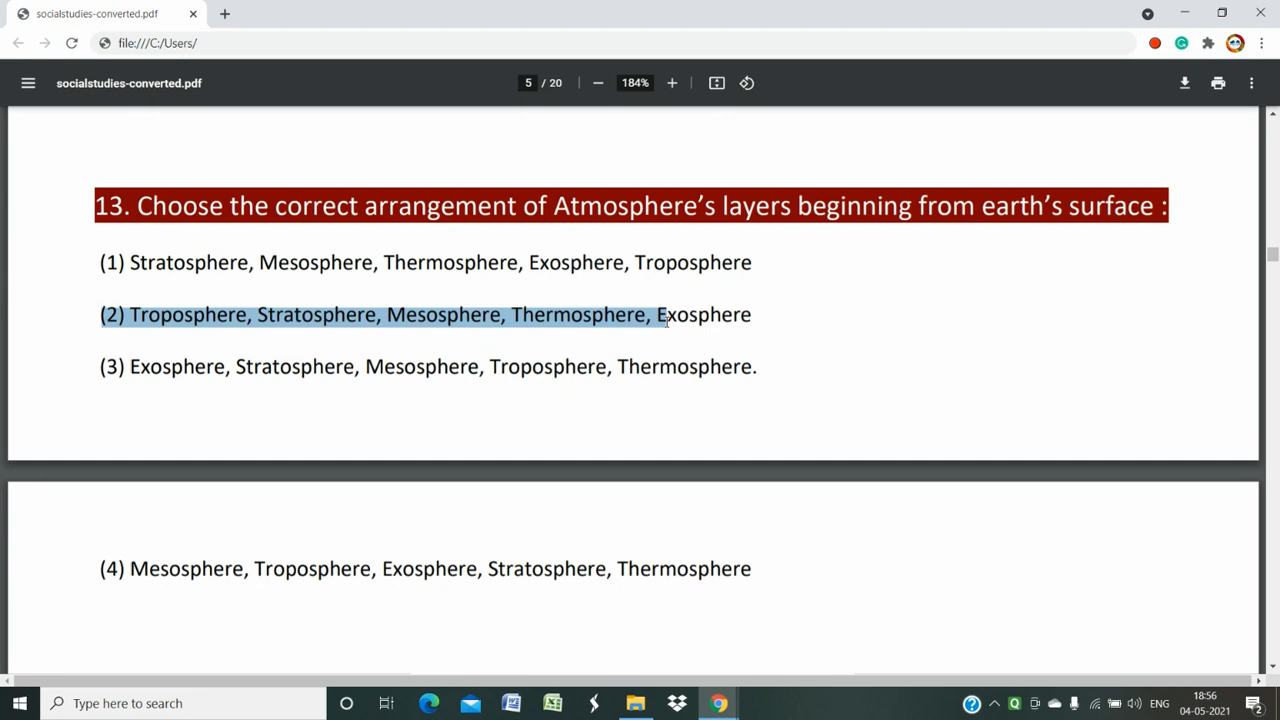 socialstudies-converted.pdf
file:///C:/Users/
socialstudies-converted.pdf
5 / 20
184%
13. Choose the correct arrangement of Atmosphere’s layers beginning from earth’s surface :
(1) Stratosphere, Mesosphere, Thermosphere, Exosphere, Troposphere
(2) Troposphere, Stratosphere, Mesosphere, Thermosphere, Exosphere
(3) Exosphere, Stratosphere, Mesosphere, Troposphere, Thermosphere.
(4) Mesosphere, Troposphere, Exosphere, Stratosphere, Thermosphere
Type here to search
ENG
18:56
04-05-2021
2